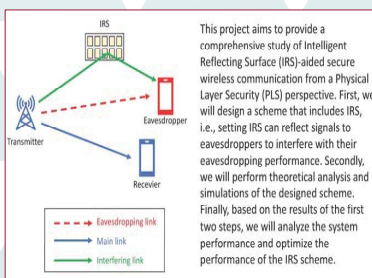 IRS
Eavesdropper
Transmitter
Recevier
Eavesdropping link
Main link
Interfering link
This project aims to provide a
comprehensive study of Intelligent
Reflecting Surface (IRS)-aided secure
wireless communication from a Physical
Layer Security (PLS) perspective. First, we
will design a scheme that includes IRS,
i.e., setting IRS can reflect signals to
eavesdroppers to interfere with their
eavesdropping performance. Secondly,
we will perform theoretical analysis and
simulations of the designed scheme.
Finally, based on the results of the first
two steps, we will analyze the system
performance and optimize the
performance of the IRS scheme.